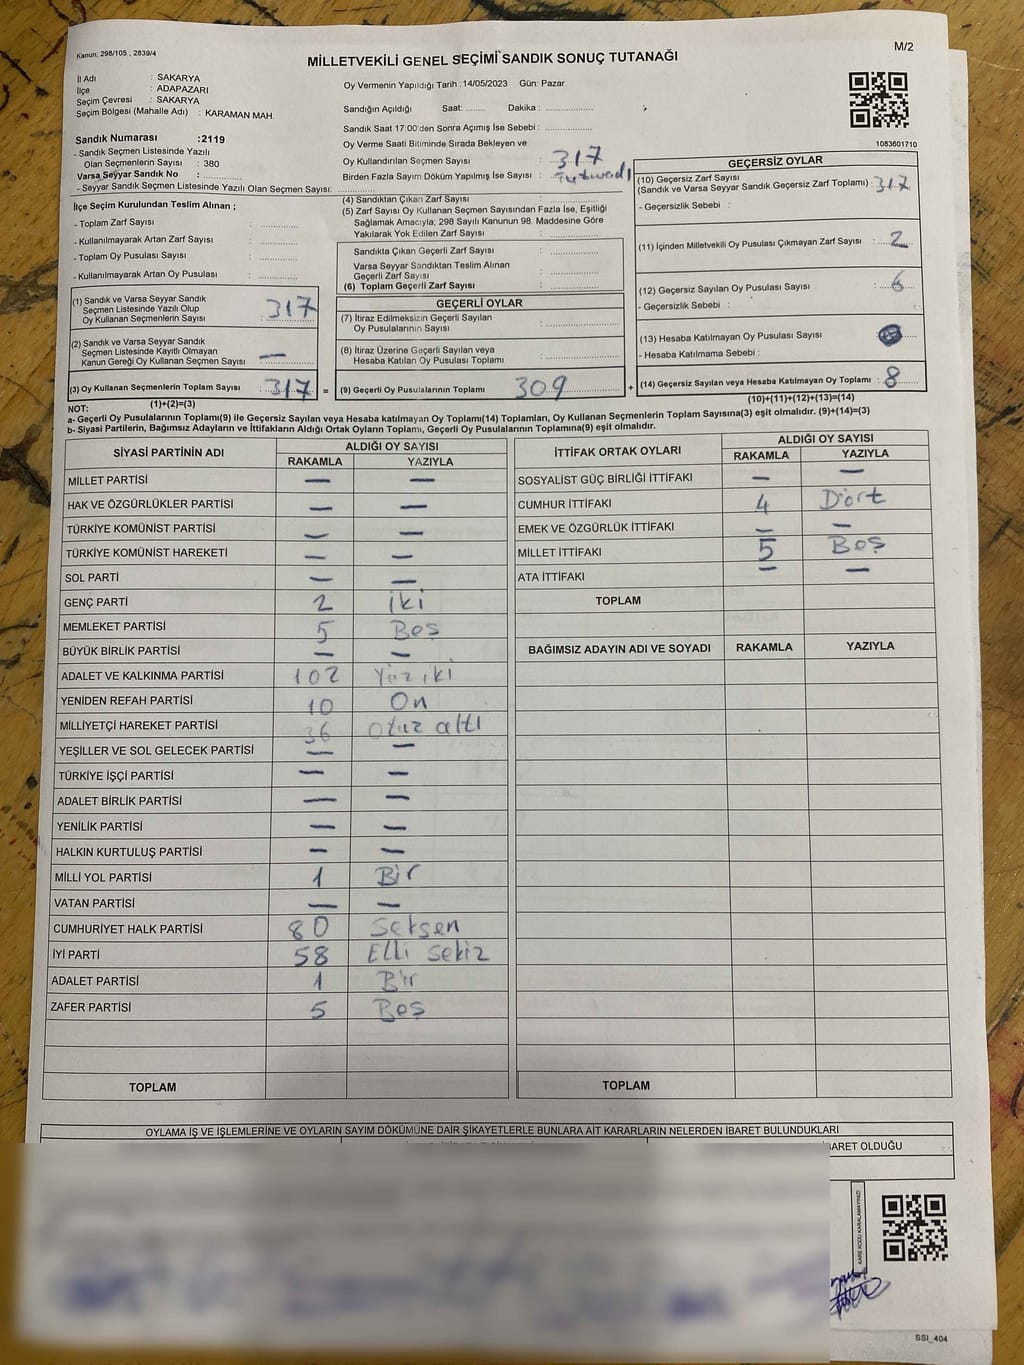 Kanun; 298/105 , 2839/4
M/2
MİLLETVEKİLİ GENEL SEÇİMİ SANDIK SONUÇ TUTANAĞI
İl Adı : SAKARYA
İlçe : ADAPAZARI
Seçim Çevresi : SAKARYA
Seçim Bölgesi (Mahalle Adı) : KARAMAN MAH.
Oy Vermenin Yapıldığı Tarih :14/05/2023 Gün: Pazar
Sandığın Açıldığı Saat: ........ Dakika : ................
Sandık Saat 17:00'den Sonra Açımış İse Sebebi : ................
Oy Verme Saati Bitiminde Sırada Bekleyen ve
Oy Kullandırılan Seçmen Sayısı : 317
Birden Fazla Sayım Döküm Yapılmış İse Sayısı :
1083601710
Sandık Numarası :2119
- Sandık Seçmen Listesinde Yazılı
Olan Seçmenlerin Sayısı : 380
Varsa Seyyar Sandık No : ................
- Seyyar Sandık Seçmen Listesinde Yazılı Olan Seçmen Sayısı: ................
İlçe Seçim Kurulundan Teslim Alınan ;
- Toplam Zarf Sayısı : ................
- Kullanılmayarak Artan Zarf Sayısı : ................
- Toplam Oy Pusulası Sayısı : ................
- Kullanılmayarak Artan Oy Pusulası : ................
(1) Sandık ve Varsa Seyyar Sandık
Seçmen Listesinde Yazılı Olup
Oy Kullanan Seçmenlerin Sayısı : 317
(2) Sandık ve Varsa Seyyar Sandık
Seçmen Listesinde Kayıtlı Olmayan
Kanun Gereği Oy Kullanan Seçmen Sayısı : —
(3) Oy Kullanan Seçmenlerin Toplam Sayısı : 317 =
(1)+(2)=(3)
(4) Sandıktan Çıkan Zarf Sayısı : ................
(5) Zarf Sayısı Oy Kullanan Seçmen Sayısından Fazla İse, Eşitliği
Sağlamak Amacıyla; 298 Sayılı Kanunun 98. Maddesine Göre
Yakılarak Yok Edilen Zarf Sayısı : ................
Sandıkta Çıkan Geçerli Zarf Sayısı : ................
Varsa Seyyar Sandıktan Teslim Alınan
Geçerli Zarf Sayısı : ................
(6) Toplam Geçerli Zarf Sayısı : ................
GEÇERLİ OYLAR
(7) İtiraz Edilmeksizin Geçerli Sayılan
Oy Pusulalarının Sayısı : ................
(8) İtiraz Üzerine Geçerli Sayılan veya
Hesaba Katılan Oy Pusulası Toplamı : ................
(9) Geçerli Oy Pusulalarının Toplamı : 309 +
GEÇERSİZ OYLAR
(10) Geçersiz Zarf Sayısı
(Sandık ve Varsa Seyyar Sandık Geçersiz Zarf Toplamı) : 317
- Geçersizlik Sebebi :
(11) İçinden Milletvekili Oy Pusulası Çıkmayan Zarf Sayısı : 2
(12) Geçersiz Sayılan Oy Pusulası Sayısı : 6
- Geçersizlik Sebebi :
(13) Hesaba Katılmayan Oy Pusulası Sayısı :
- Hesaba Katılmama Sebebi :
(14) Geçersiz Sayılan veya Hesaba Katılmayan Oy Toplamı : 8
(10)+(11)+(12)+(13)=(14)
NOT:
a- Geçerli Oy Pusulalarının Toplamı(9) ile Geçersiz Sayılan veya Hesaba katılmayan Oy Toplamı(14) Toplamları, Oy Kullanan Seçmenlerin Toplam Sayısına(3) eşit olmalıdır. (9)+(14)=(3)
b- Siyasi Partilerin, Bağımsız Adayların ve İttifakların Aldığı Ortak Oyların Toplamı, Geçerli Oy Pusulalarının Toplamına(9) eşit olmalıdır.
SİYASİ PARTİNİN ADI ALDIĞI OY SAYISI
RAKAMLA YAZIYLA
MİLLET PARTİSİ — —
HAK VE ÖZGÜRLÜKLER PARTİSİ — —
TÜRKİYE KOMÜNİST PARTİSİ — —
TÜRKİYE KOMÜNİST HAREKETİ — —
SOL PARTİ — —
GENÇ PARTİ 2 iki
MEMLEKET PARTİSİ 5 Beş
BÜYÜK BİRLİK PARTİSİ — —
ADALET VE KALKINMA PARTİSİ 102 Yüz iki
YENİDEN REFAH PARTİSİ 10 On
MİLLİYETÇİ HAREKET PARTİSİ 36 Otuz altı
YEŞİLLER VE SOL GELECEK PARTİSİ — —
TÜRKİYE İŞÇİ PARTİSİ — —
ADALET BİRLİK PARTİSİ — —
YENİLİK PARTİSİ — —
HALKIN KURTULUŞ PARTİSİ — —
MİLLİ YOL PARTİSİ 1 Bir
VATAN PARTİSİ — —
CUMHURİYET HALK PARTİSİ 80 Seksen
İYİ PARTİ 58 Elli Sekiz
ADALET PARTİSİ 1 Bir
ZAFER PARTİSİ 5 Beş
TOPLAM
İTTİFAK ORTAK OYLARI ALDIĞI OY SAYISI
RAKAMLA YAZIYLA
SOSYALİST GÜÇ BİRLİĞİ İTTİFAKI — —
CUMHUR İTTİFAKI 4 Dört
EMEK VE ÖZGÜRLÜK İTTİFAKI — —
MİLLET İTTİFAKI 5 Beş
ATA İTTİFAKI — —
TOPLAM
BAĞIMSIZ ADAYIN ADI VE SOYADI RAKAMLA YAZIYLA
TOPLAM
OYLAMA İŞ VE İŞLEMLERİNE VE OYLARIN SAYIM DÖKÜMÜNE DAİR ŞİKAYETLERLE BUNLARA AİT KARARLARIN NELERDEN İBARET BULUNDUKLARI
İBARET OLDUĞU
KARE KODU KARALAMAYINIZ!
SSI_404